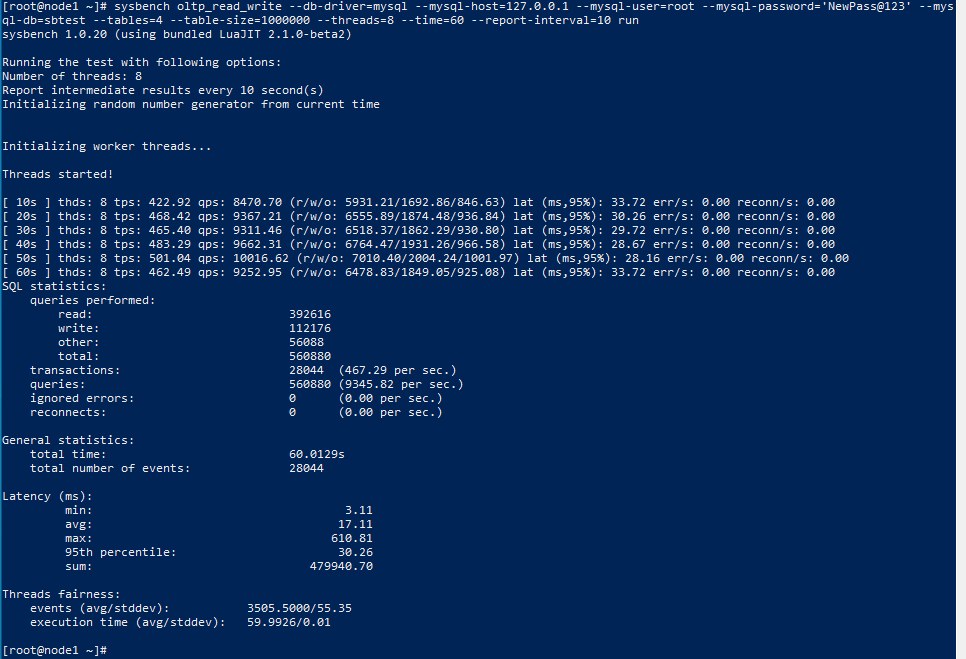 [root@node1 ~]# sysbench oltp_read_write --db-driver=mysql --mysql-host=127.0.0.1 --mysql-user=root --mysql-password='NewPass@123' --mys
ql-db=sbtest --tables=4 --table-size=1000000 --threads=8 --time=60 --report-interval=10 run
sysbench 1.0.20 (using bundled LuaJIT 2.1.0-beta2)
Running the test with following options:
Number of threads: 8
Report intermediate results every 10 second(s)
Initializing random number generator from current time
Initializing worker threads...
Threads started!
[ 10s ] thds: 8 tps: 422.92 qps: 8470.70 (r/w/o: 5931.21/1692.86/846.63) lat (ms,95%): 33.72 err/s: 0.00 reconn/s: 0.00
[ 20s ] thds: 8 tps: 468.42 qps: 9367.21 (r/w/o: 6555.89/1874.48/936.84) lat (ms,95%): 30.26 err/s: 0.00 reconn/s: 0.00
[ 30s ] thds: 8 tps: 465.40 qps: 9311.46 (r/w/o: 6518.37/1862.29/930.80) lat (ms,95%): 29.72 err/s: 0.00 reconn/s: 0.00
[ 40s ] thds: 8 tps: 483.29 qps: 9662.31 (r/w/o: 6764.47/1931.26/966.58) lat (ms,95%): 28.67 err/s: 0.00 reconn/s: 0.00
[ 50s ] thds: 8 tps: 501.04 qps: 10016.62 (r/w/o: 7010.40/2004.24/1001.97) lat (ms,95%): 28.16 err/s: 0.00 reconn/s: 0.00
[ 60s ] thds: 8 tps: 462.49 qps: 9252.95 (r/w/o: 6478.83/1849.05/925.08) lat (ms,95%): 33.72 err/s: 0.00 reconn/s: 0.00
SQL statistics:
    queries performed:
        read:                            392616
        write:                           112176
        other:                           56088
        total:                           560880
    transactions:                        28044  (467.29 per sec.)
    queries:                             560880 (9345.82 per sec.)
    ignored errors:                      0      (0.00 per sec.)
    reconnects:                          0      (0.00 per sec.)
General statistics:
    total time:                          60.0129s
    total number of events:              28044
Latency (ms):
         min:                                    3.11
         avg:                                   17.11
         max:                                  610.81
         95th percentile:                       30.26
         sum:                               479940.70
Threads fairness:
    events (avg/stddev):           3505.5000/55.35
    execution time (avg/stddev):   59.9926/0.01
[root@node1 ~]#